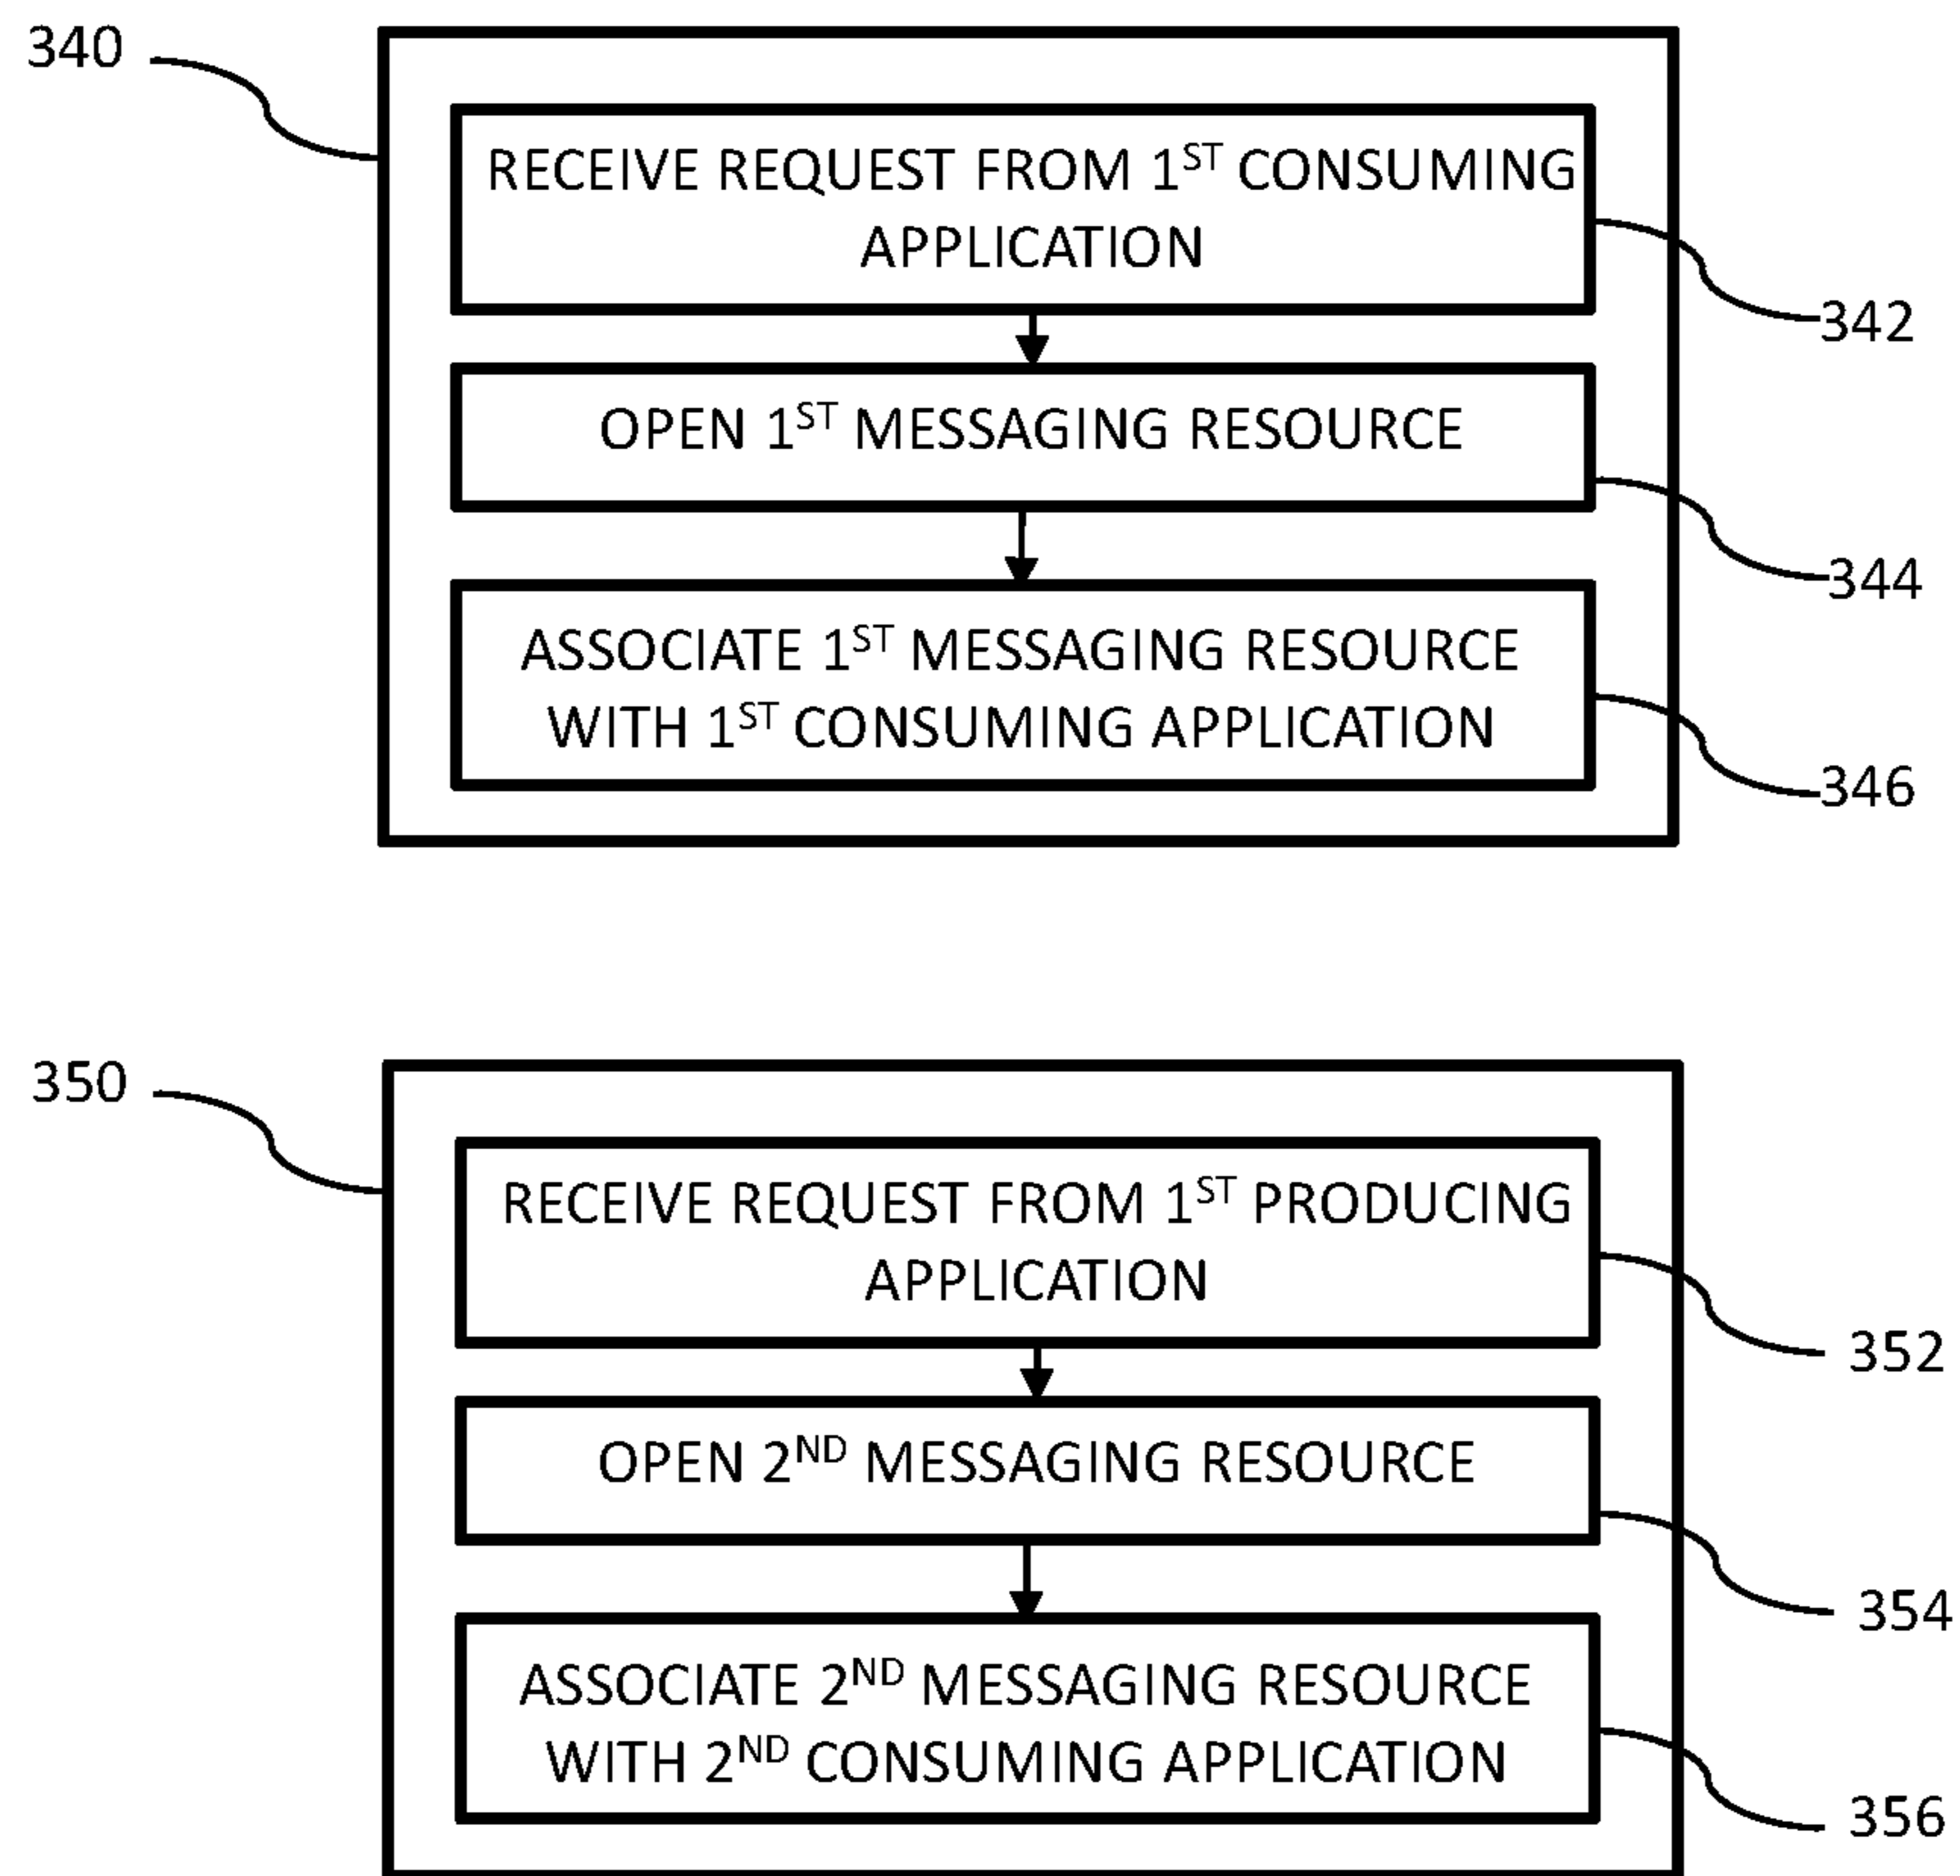 340
RECEIVE REQUEST FROM 1ST CONSUMING
APPLICATION
342
OPEN 1ST MESSAGING RESOURCE
344
ASSOCIATE 1ST MESSAGING RESOURCE
WITH 1ST CONSUMING APPLICATION
346
350
RECEIVE REQUEST FROM 1ST PRODUCING
APPLICATION
352
OPEN 2ND MESSAGING RESOURCE
354
ASSOCIATE 2ND MESSAGING RESOURCE
WITH 2ND CONSUMING APPLICATION
356